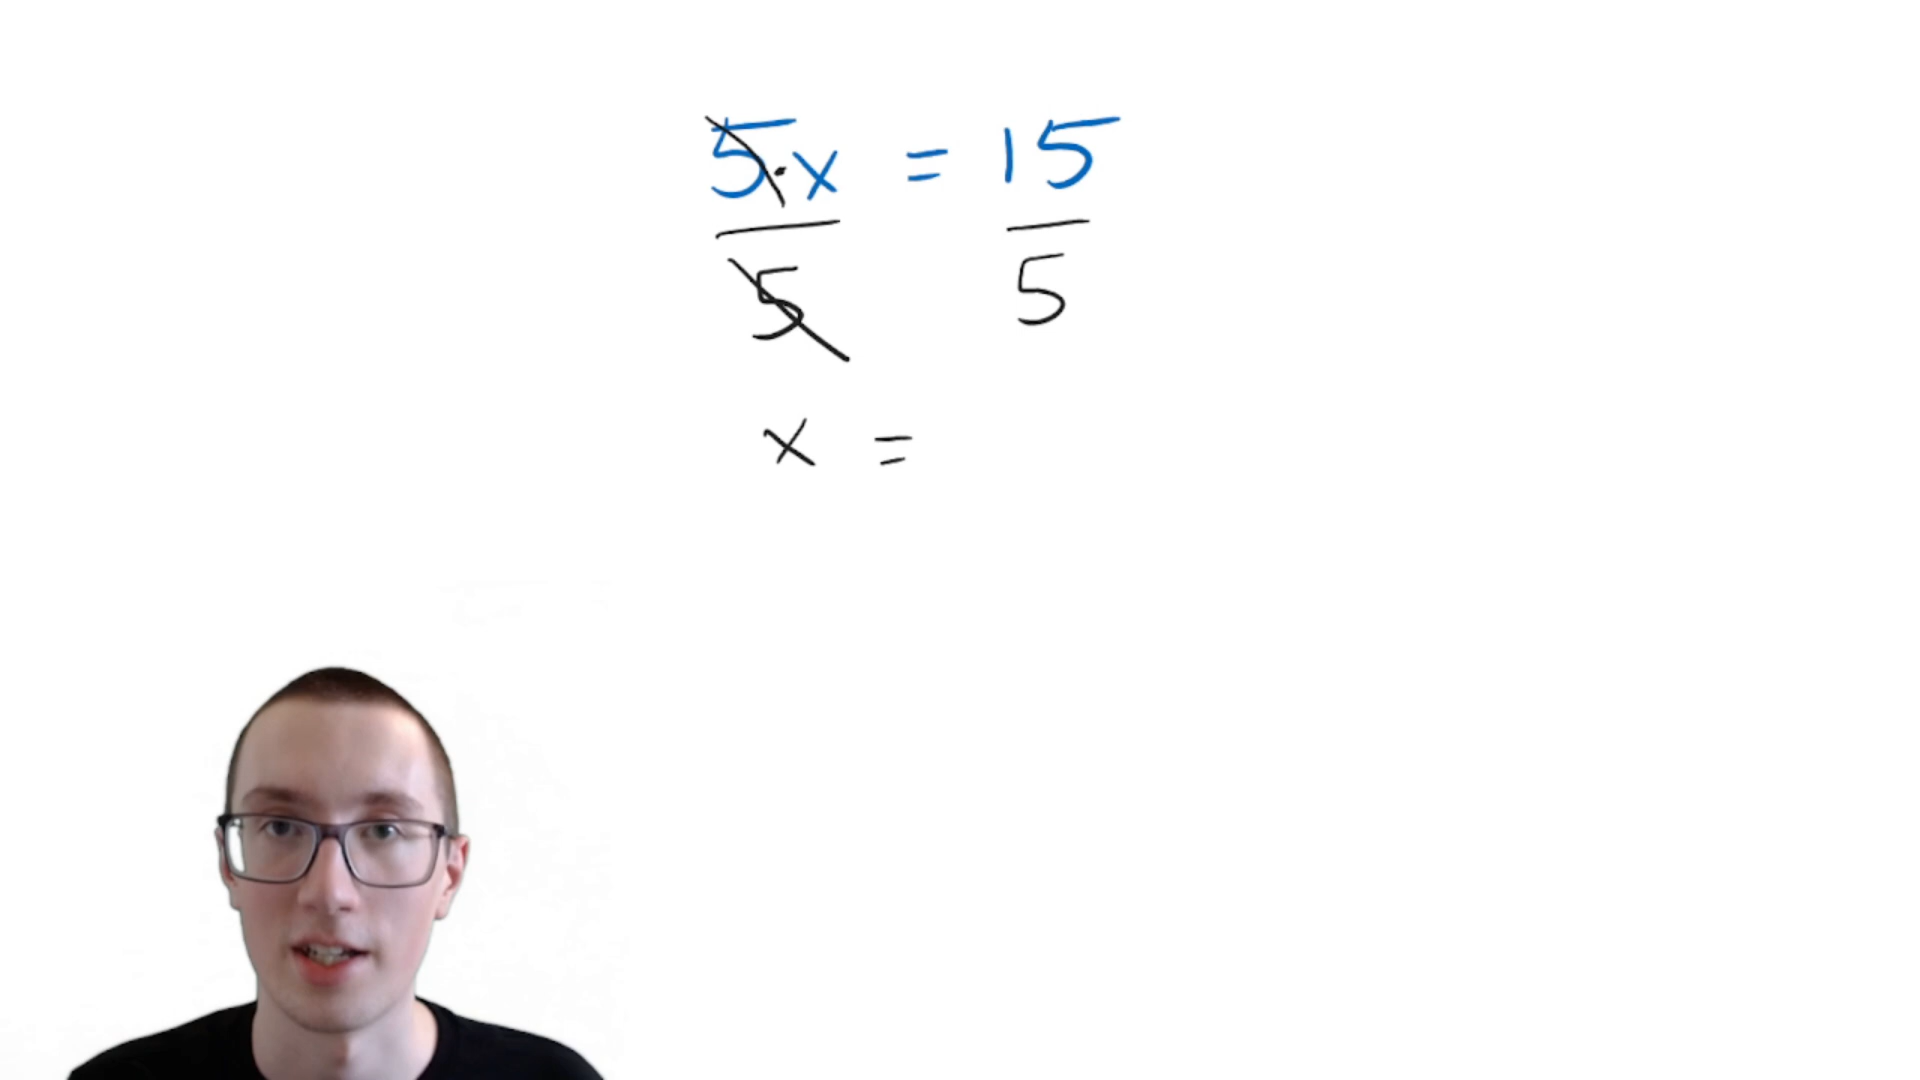 5·x = 15
5 5
x =